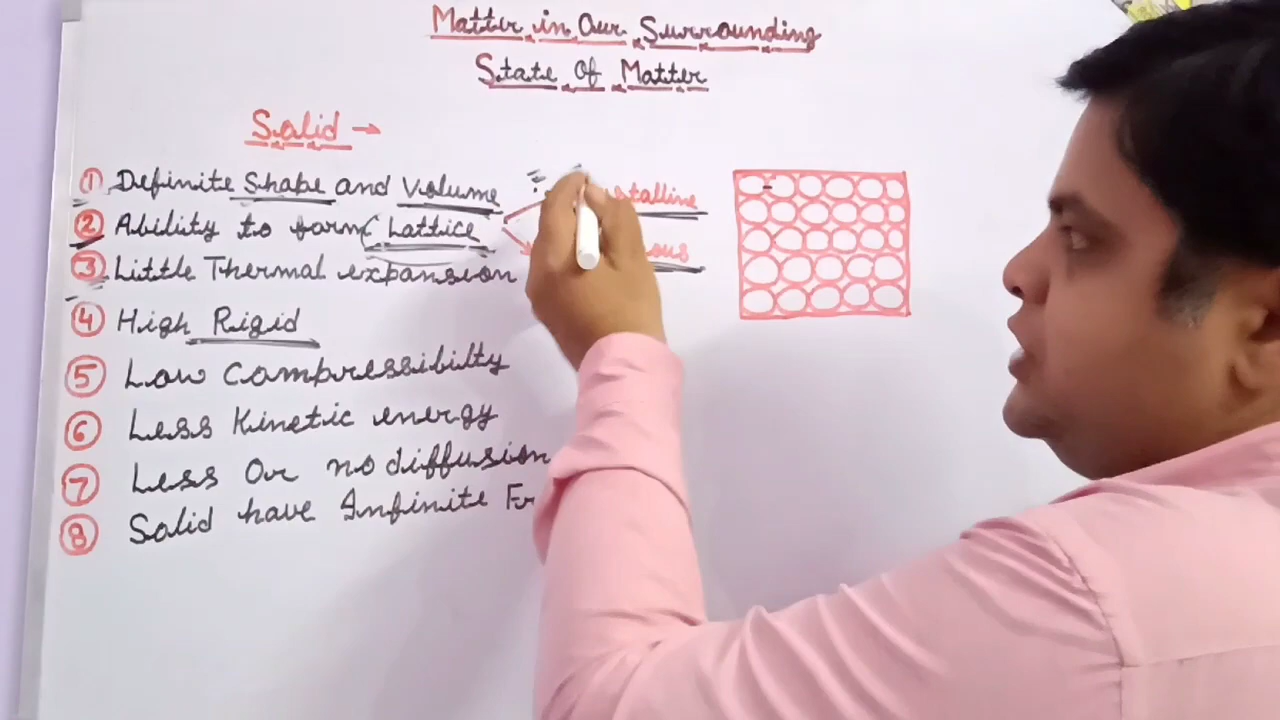 Matter in Our Surrounding
State Of Matter
Solid →
① Definite Shape and Volume
② Ability to form Lattice
③ Little Thermal expansion
④ High Rigid
⑤ Low Compressibilty
⑥ Less Kinetic energy
⑦ Less Or no diffusion
⑧ Solid have Infinite